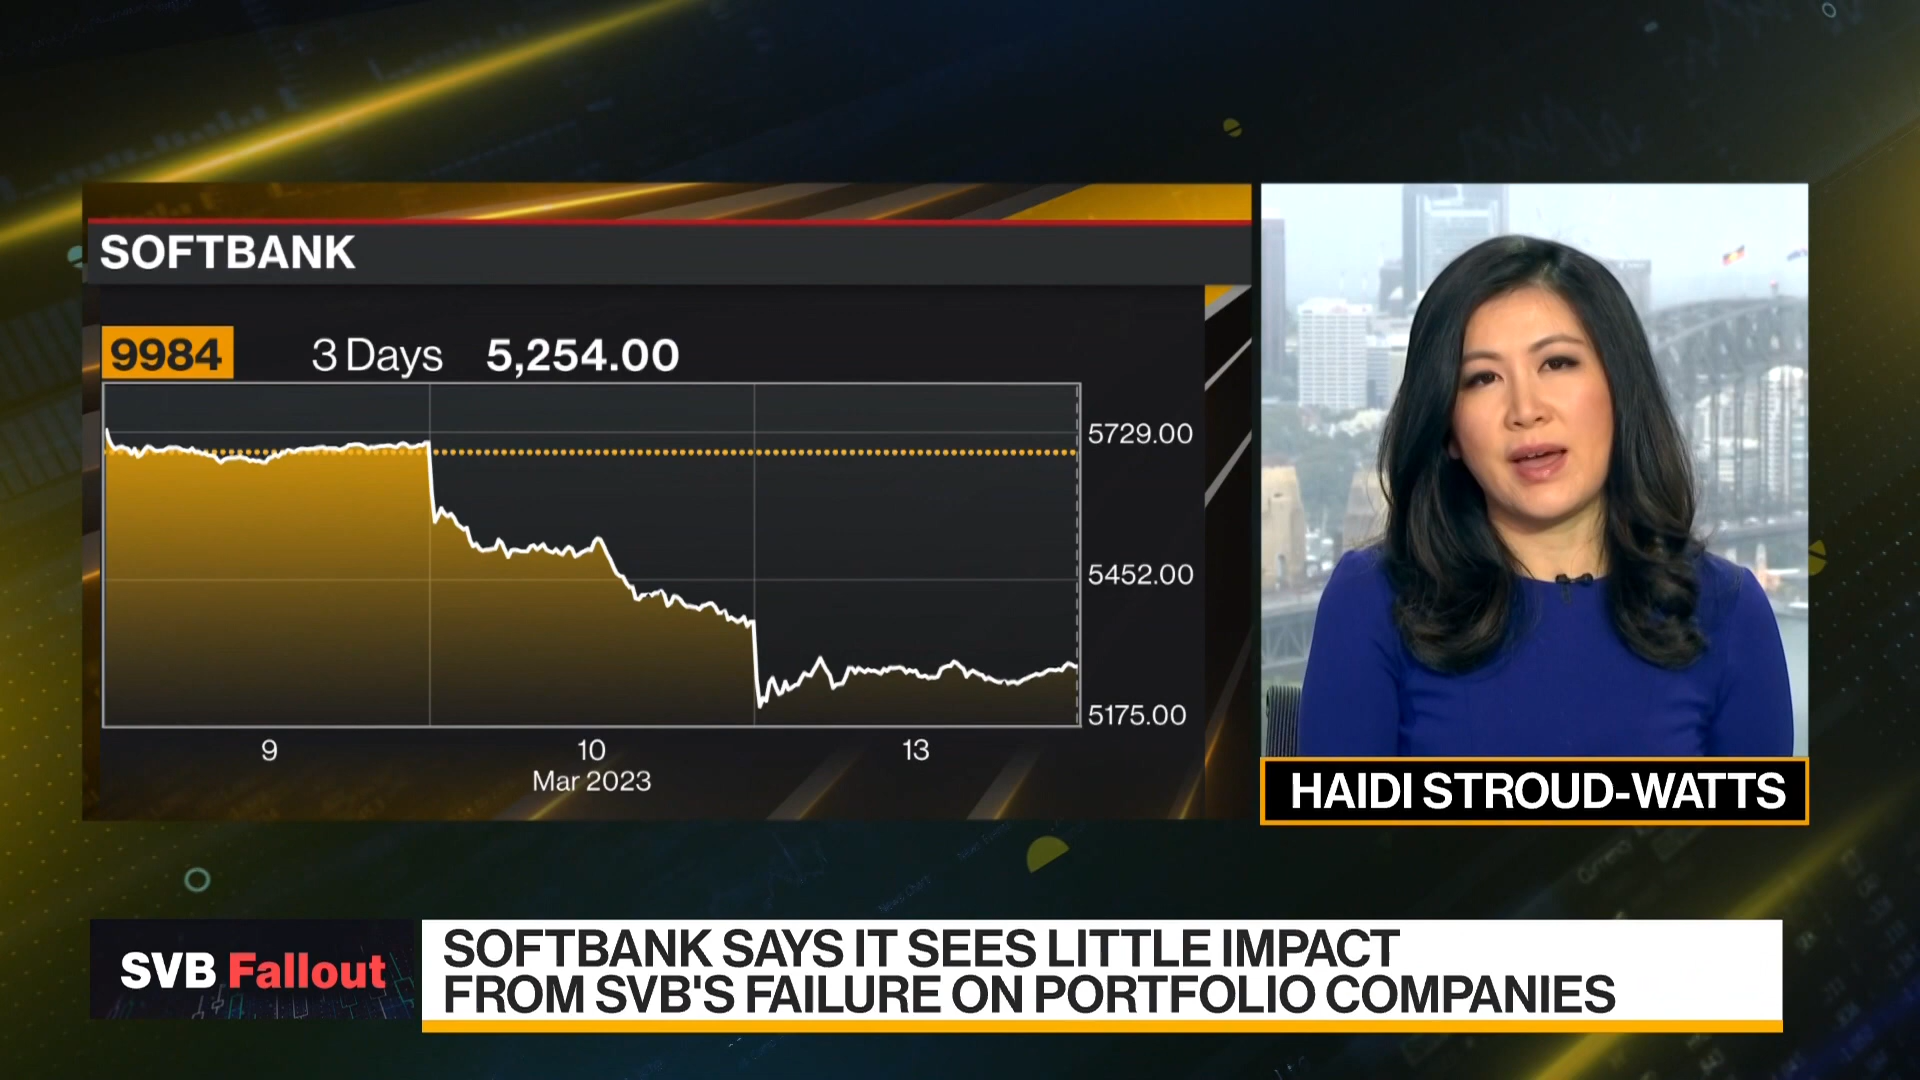 SOFTBANK
9984 3 Days 5,254.00
5729.00
5452.00
5175.00
9 10 13
Mar 2023
HAIDI STROUD-WATTS
SVB Fallout
SOFTBANK SAYS IT SEES LITTLE IMPACT
FROM SVB'S FAILURE ON PORTFOLIO COMPANIES